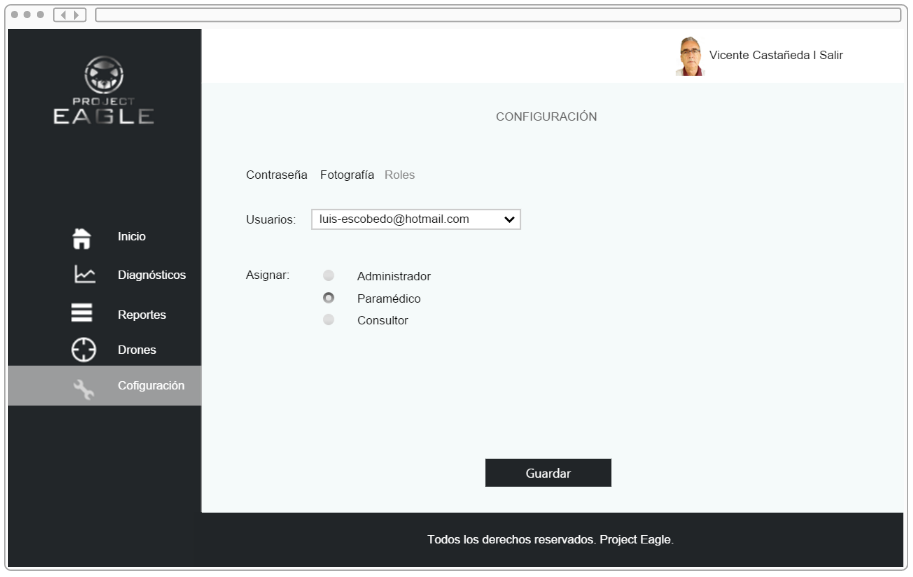 PROJECT
EAGLE
Vicente Castañeda I Salir
CONFIGURACIÓN
Contraseña Fotografía Roles
Usuarios: luis-escobedo@hotmail.com
Asignar:
Administrador
Paramédico
Consultor
Inicio
Diagnósticos
Reportes
Drones
Cofiguración
Guardar
Todos los derechos reservados. Project Eagle.